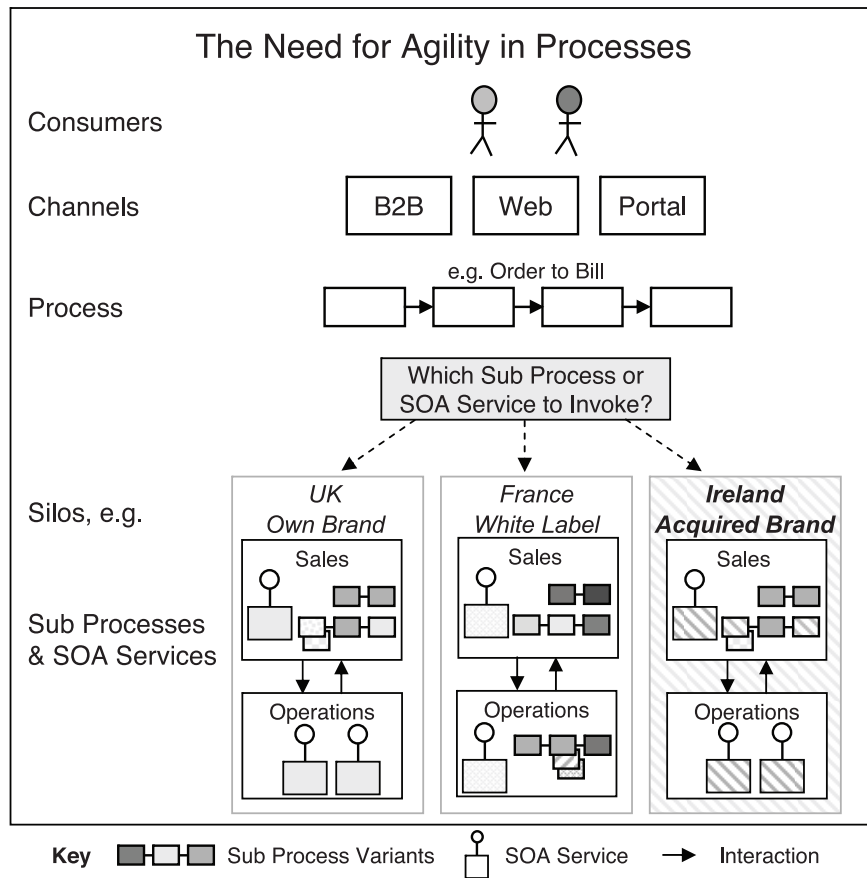 The Need for Agility in Processes
Consumers
Channels
B2B
Web
Portal
e.g. Order to Bill
Process
Which Sub Process or
SOA Service to Invoke?
Silos, e.g.
UK
Own Brand
France
White Label
Ireland
Acquired Brand
Sub Processes
& SOA Services
Sales
Sales
Sales
Operations
Operations
Operations
Key
Sub Process Variants
SOA Service
Interaction